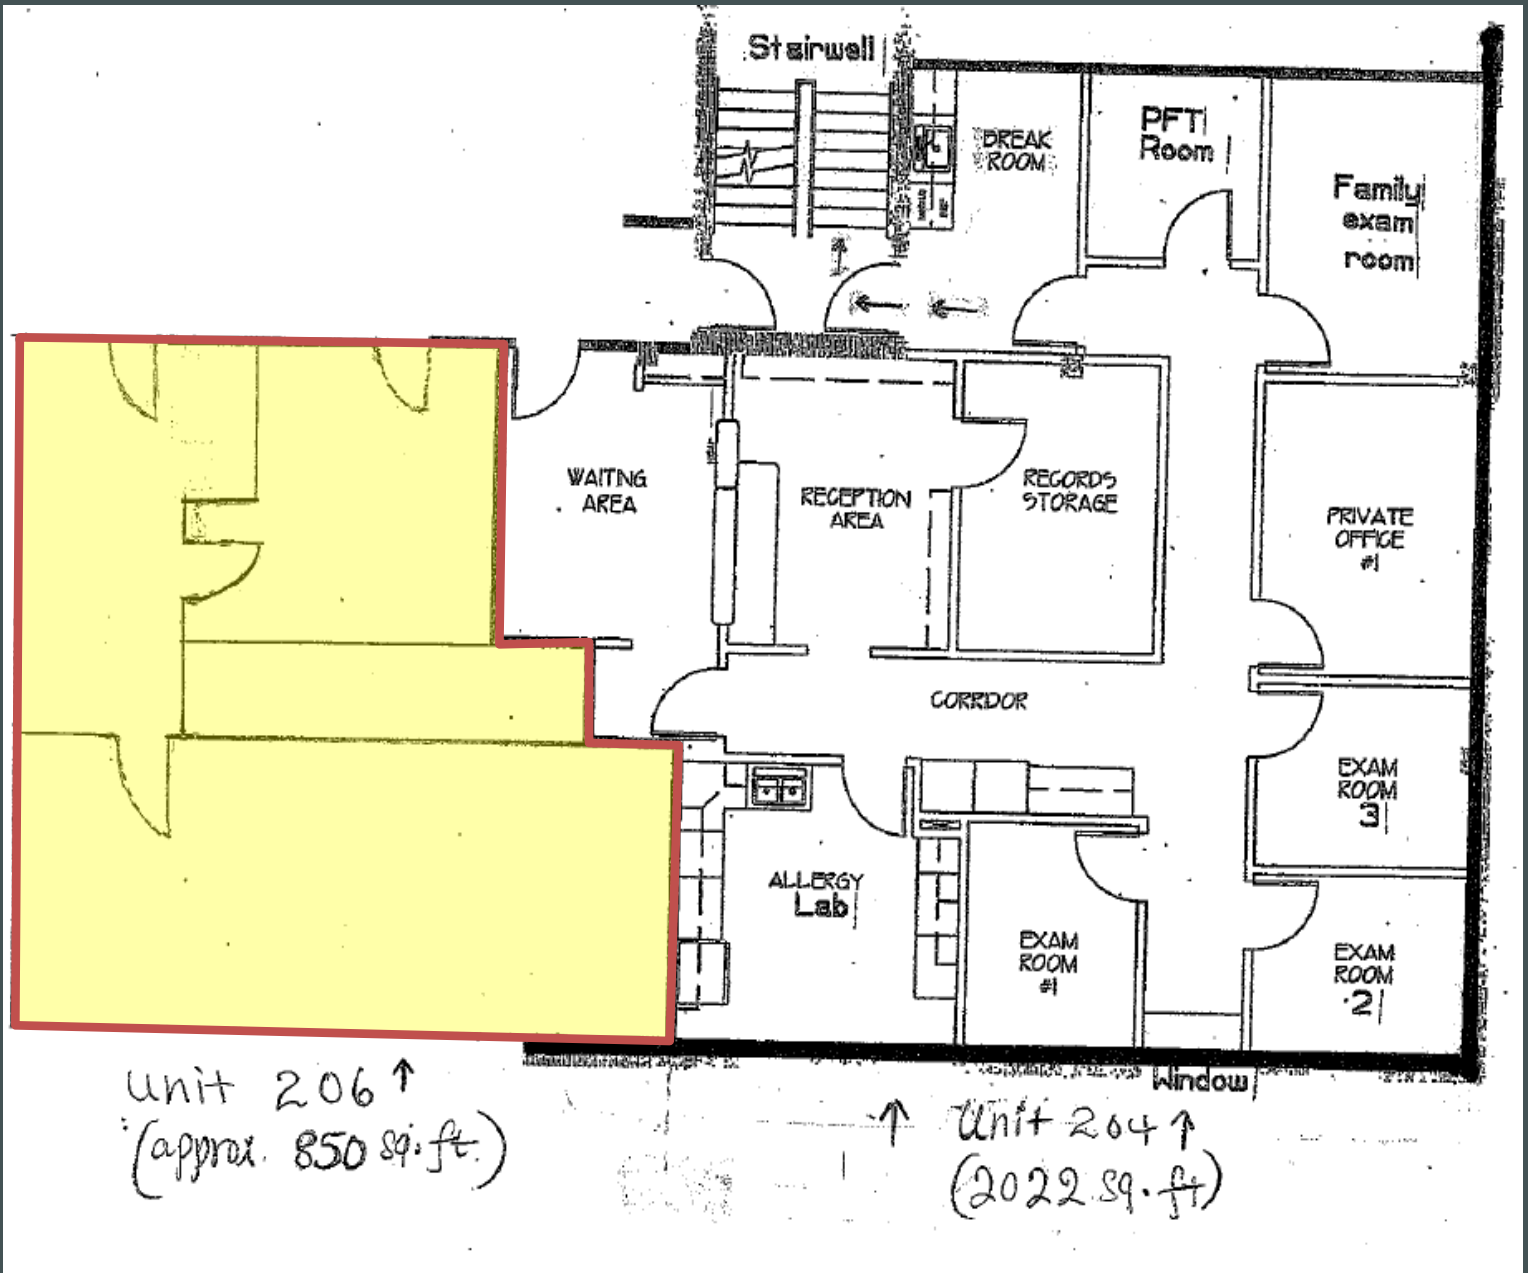 Stairwell
BREAK
ROOM
PFT
Room
Family
exam
room
WAITNG
AREA
RECEPTION
AREA
RECORDS
STORAGE
PRIVATE
OFFICE
#1
CORRDOR
EXAM
ROOM
3
ALLERGY
Lab
EXAM
ROOM
#1
EXAM
ROOM
2
Window
Unit 206
(approx. 850 sq.ft.)
Unit 204
(2022 sq.ft)